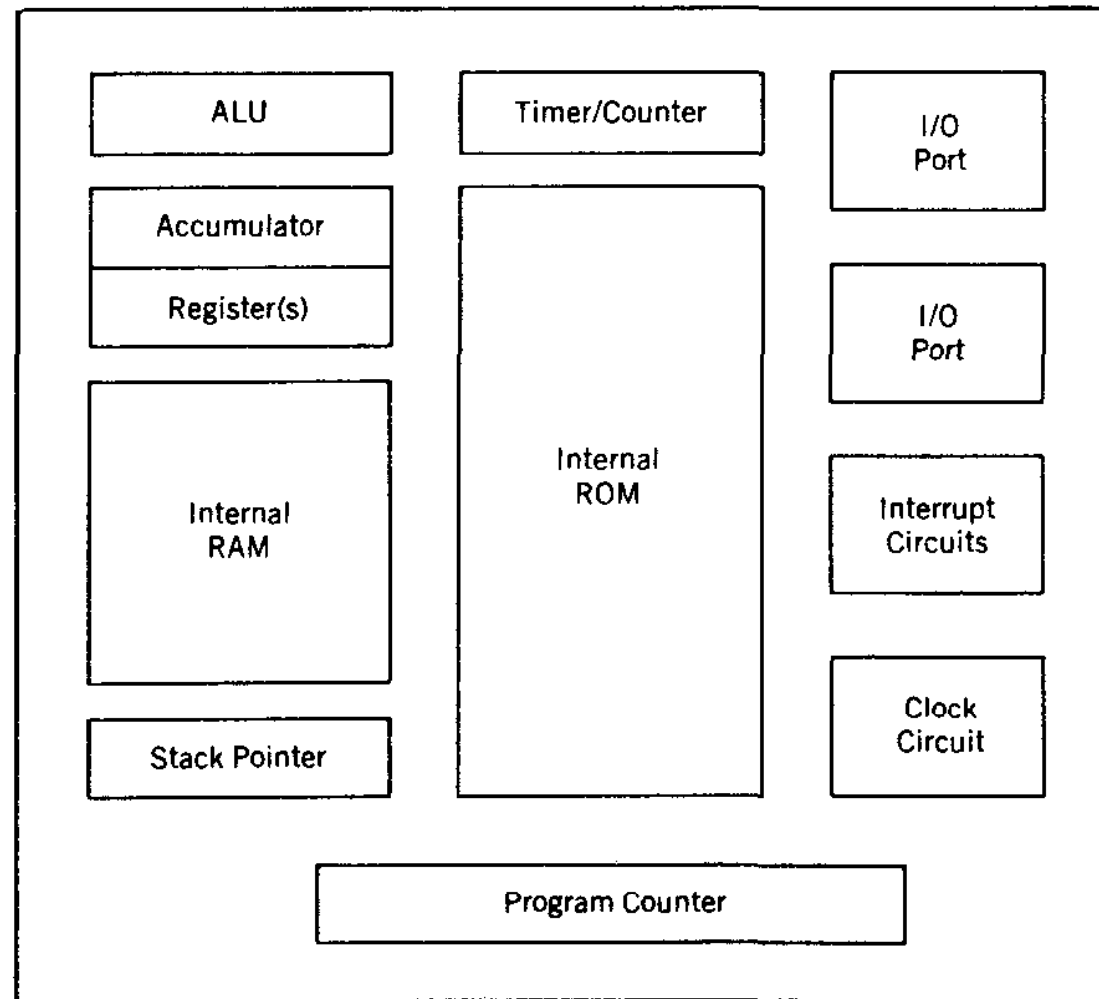 ALU
Accumulator
Register(s)
Internal
RAM
Stack Pointer
Timer/Counter
Internal
ROM
I/O
Port
I/O
Port
Interrupt
Circuits
Clock
Circuit
Program Counter